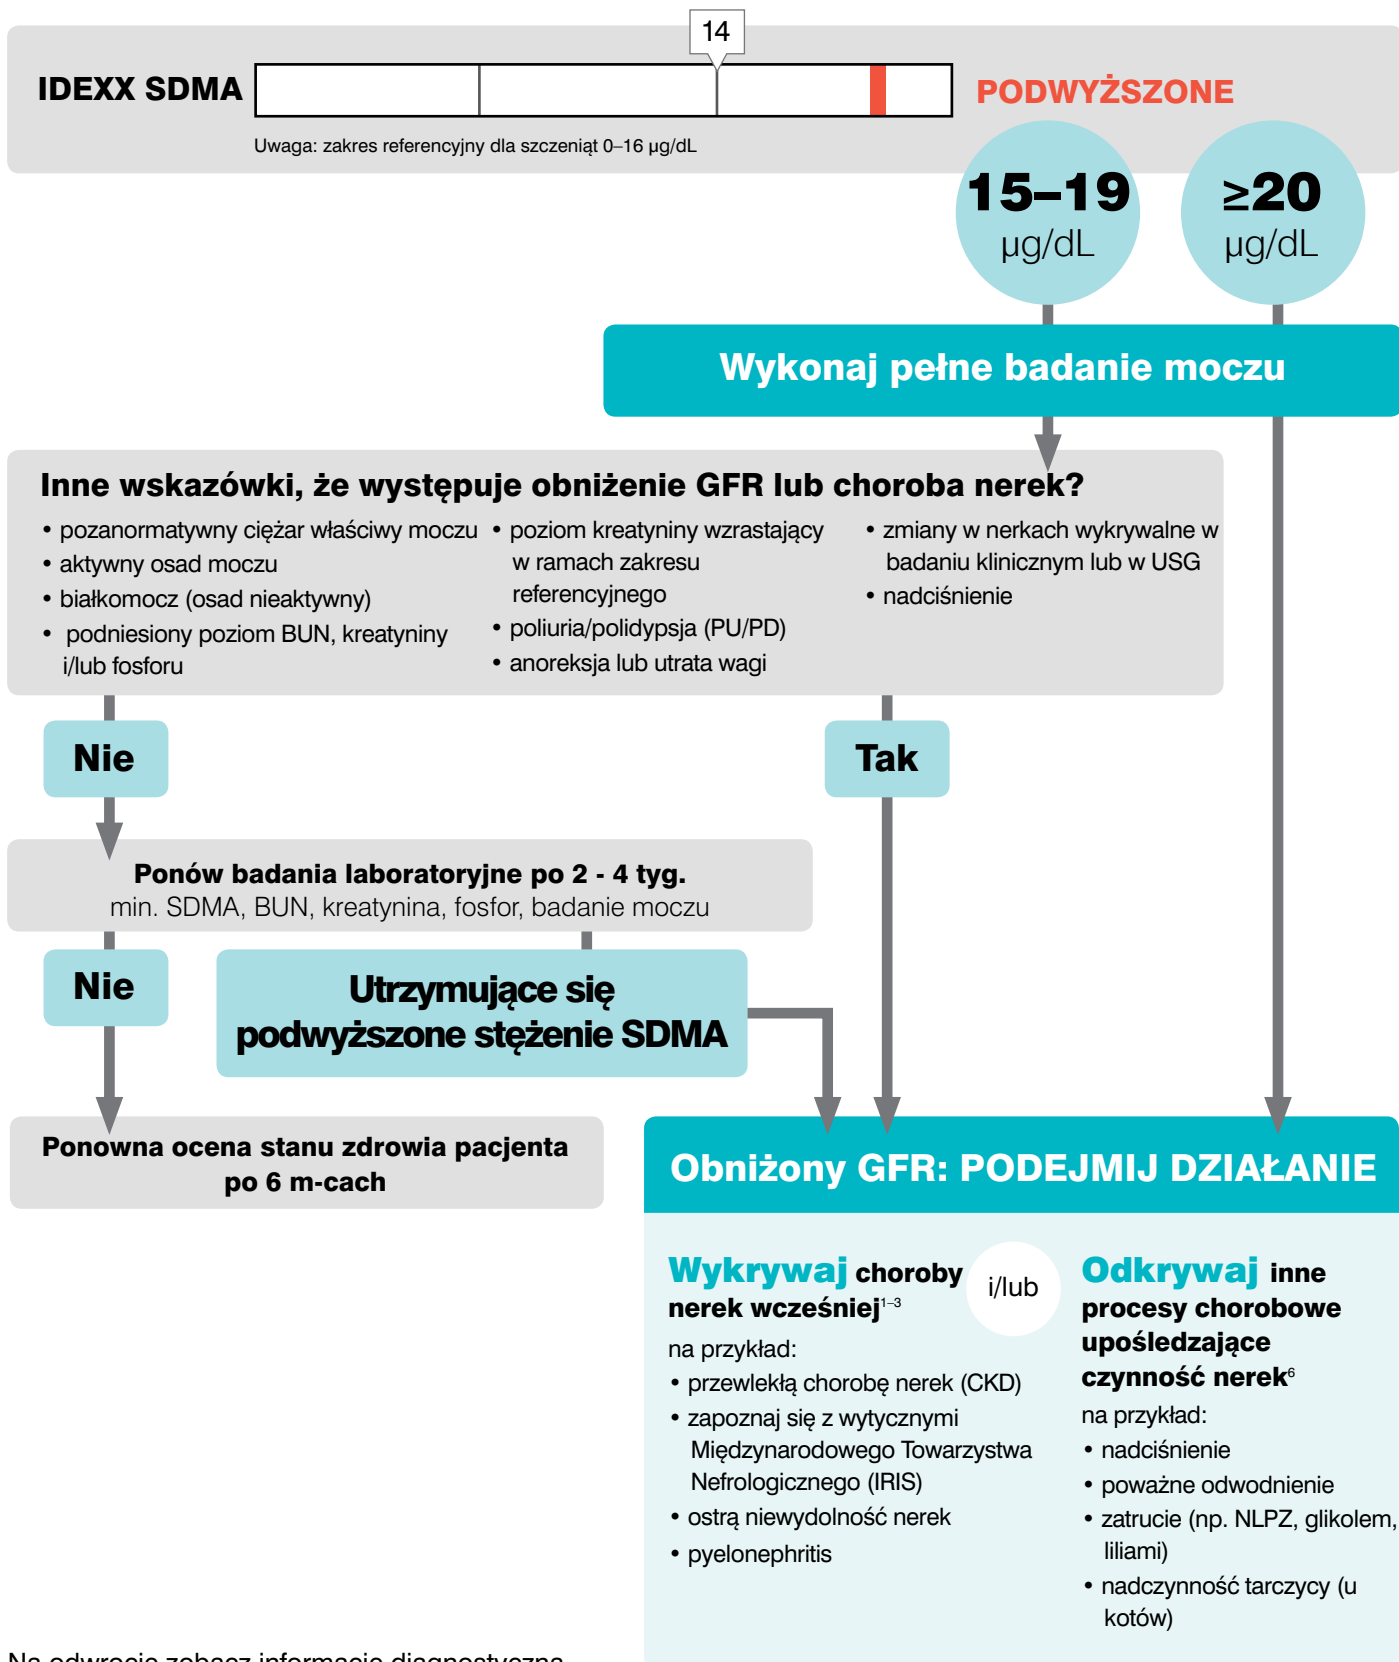 14
IDEXX SDMA
PODWYŻSZONE
Uwaga: zakres referencyjny dla szczeniąt 0–16 µg/dL
15–19
µg/dL
≥20
µg/dL
Wykonaj pełne badanie moczu
Inne wskazówki, że występuje obniżenie GFR lub choroba nerek?
• pozanormatywny ciężar właściwy moczu
• aktywny osad moczu
• białkomocz (osad nieaktywny)
• podniesiony poziom BUN, kreatyniny
i/lub fosforu
• poziom kreatyniny wzrastający
w ramach zakresu
referencyjnego
• poliuria/polidypsja (PU/PD)
• anoreksja lub utrata wagi
• zmiany w nerkach wykrywalne w
badaniu klinicznym lub w USG
• nadciśnienie
Nie
Tak
Ponów badania laboratoryjne po 2 - 4 tyg.
min. SDMA, BUN, kreatynina, fosfor, badanie moczu
Nie
Utrzymujące się
podwyższone stężenie SDMA
Ponowna ocena stanu zdrowia pacjenta
po 6 m-cach
Obniżony GFR: PODEJMIJ DZIAŁANIE
Wykrywaj choroby
nerek wcześniej1–3
na przykład:
• przewlekłą chorobę nerek (CKD)
• zapoznaj się z wytycznymi
Międzynarodowego Towarzystwa
Nefrologicznego (IRIS)
• ostrą niewydolność nerek
• pyelonephritis
i/lub
Odkrywaj inne
procesy chorobowe
upośledzające
czynność nerek6
na przykład:
• nadciśnienie
• poważne odwodnienie
• zatrucie (np. NLPZ, glikolem,
liliami)
• nadczynność tarczycy (u
kotów)
Na odwrocie zobacz